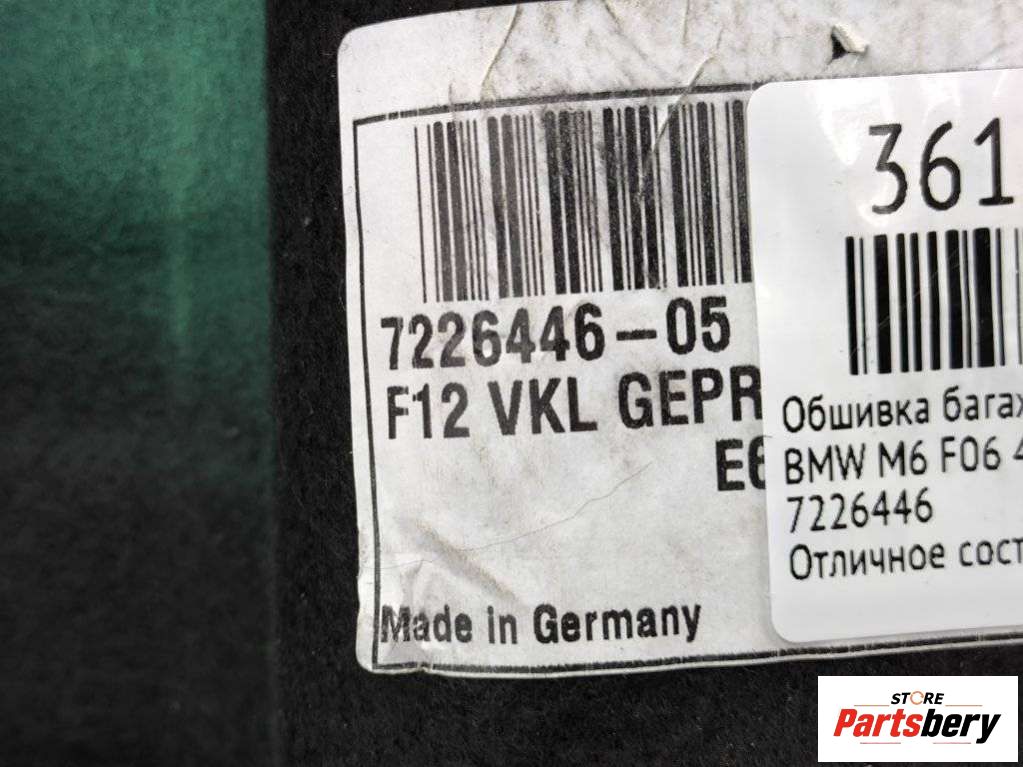 7226446-05
F12 VKL GEPR
E6
Made in Germany
361
Обшивка багаж
BMW M6 F06 4
7226446
Отличное сост
STORE
Partsbery